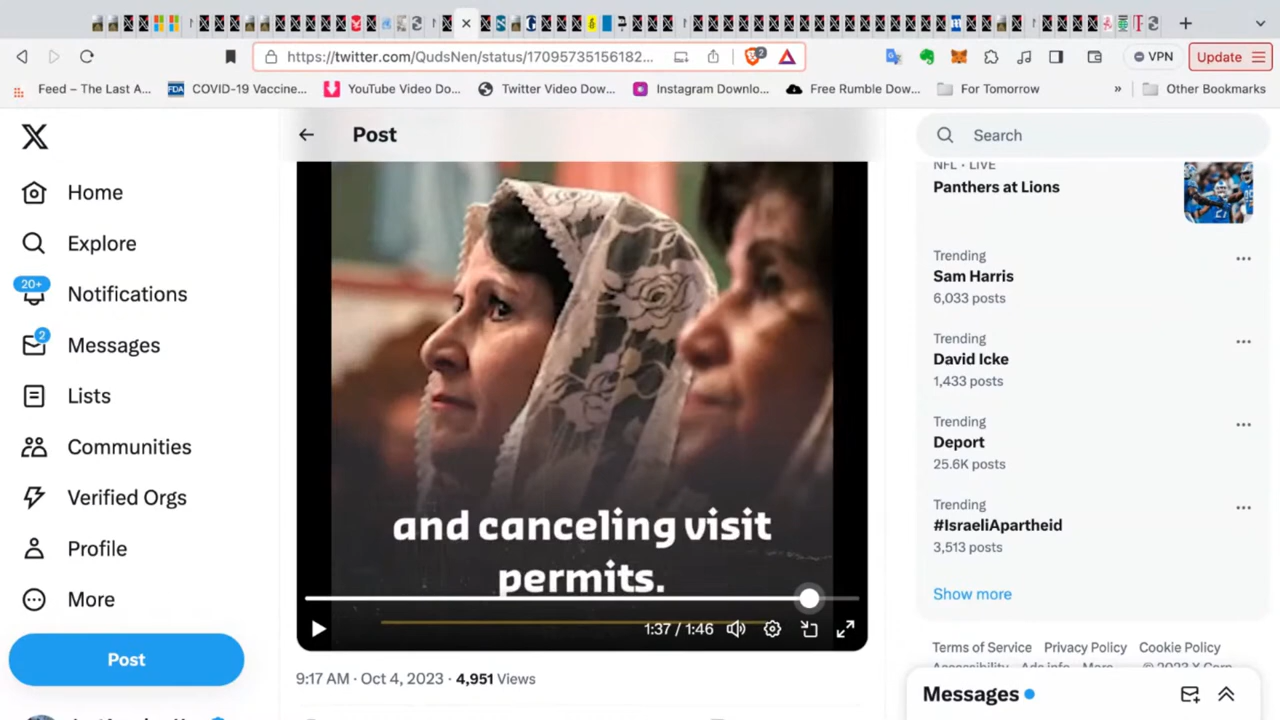 https://twitter.com/QudsNen/status/17095735156182...
2
VPN
Update
Feed – The Last A...
FDA
COVID-19 Vaccine...
YouTube Video Do...
Twitter Video Dow...
Instagram Downlo...
Free Rumble Dow...
For Tomorrow
»
Other Bookmarks
Home
Explore
20+
Notifications
2
Messages
Lists
Communities
Verified Orgs
Profile
More
Post
Post
and canceling visit
permits.
1:37 / 1:46
9:17 AM · Oct 4, 2023 · 4,951 Views
Search
NFL · LIVE
Panthers at Lions
Trending
Sam Harris
6,033 posts
Trending
David Icke
1,433 posts
Trending
Deport
25.6K posts
Trending
#IsraeliApartheid
3,513 posts
Show more
Terms of Service Privacy Policy Cookie Policy
Messages